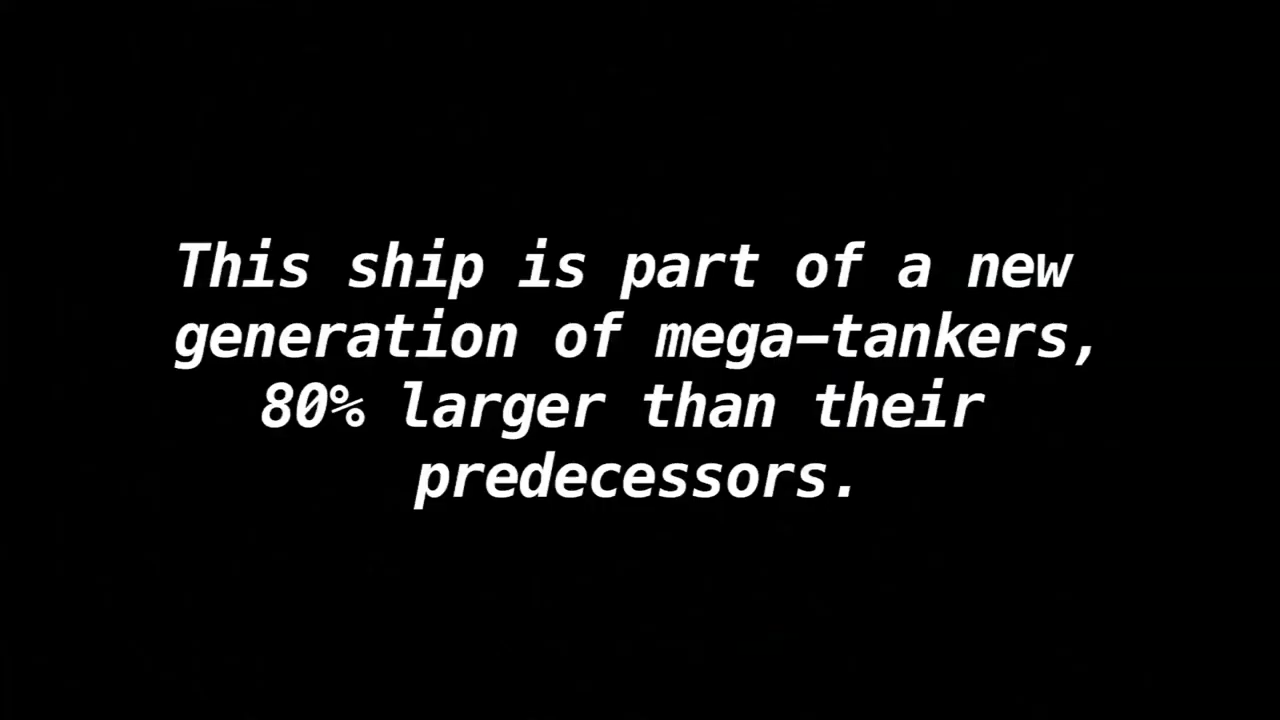 This ship is part of a new
generation of mega-tankers,
80% larger than their
predecessors.